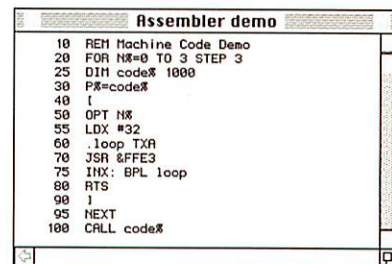 Assembler demo
10 REM Machine Code Demo
20 FOR N%=0 TO 3 STEP 3
25 DIM code% 1000
30 P%=code%
40 [
50 OPT N%
55 LDX #32
60 .loop TXA
70 JSR &FFE3
75 INX: BPL loop
80 RTS
90 ]
95 NEXT
100 CALL code%